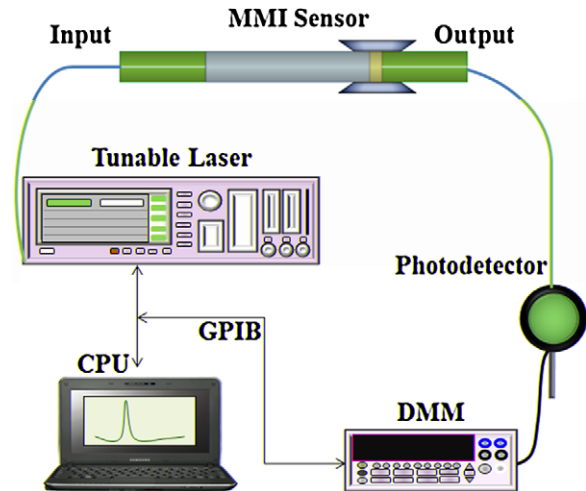 MMI Sensor
Input
Output
Tunable Laser
Photodetector
GPIB
CPU
DMM